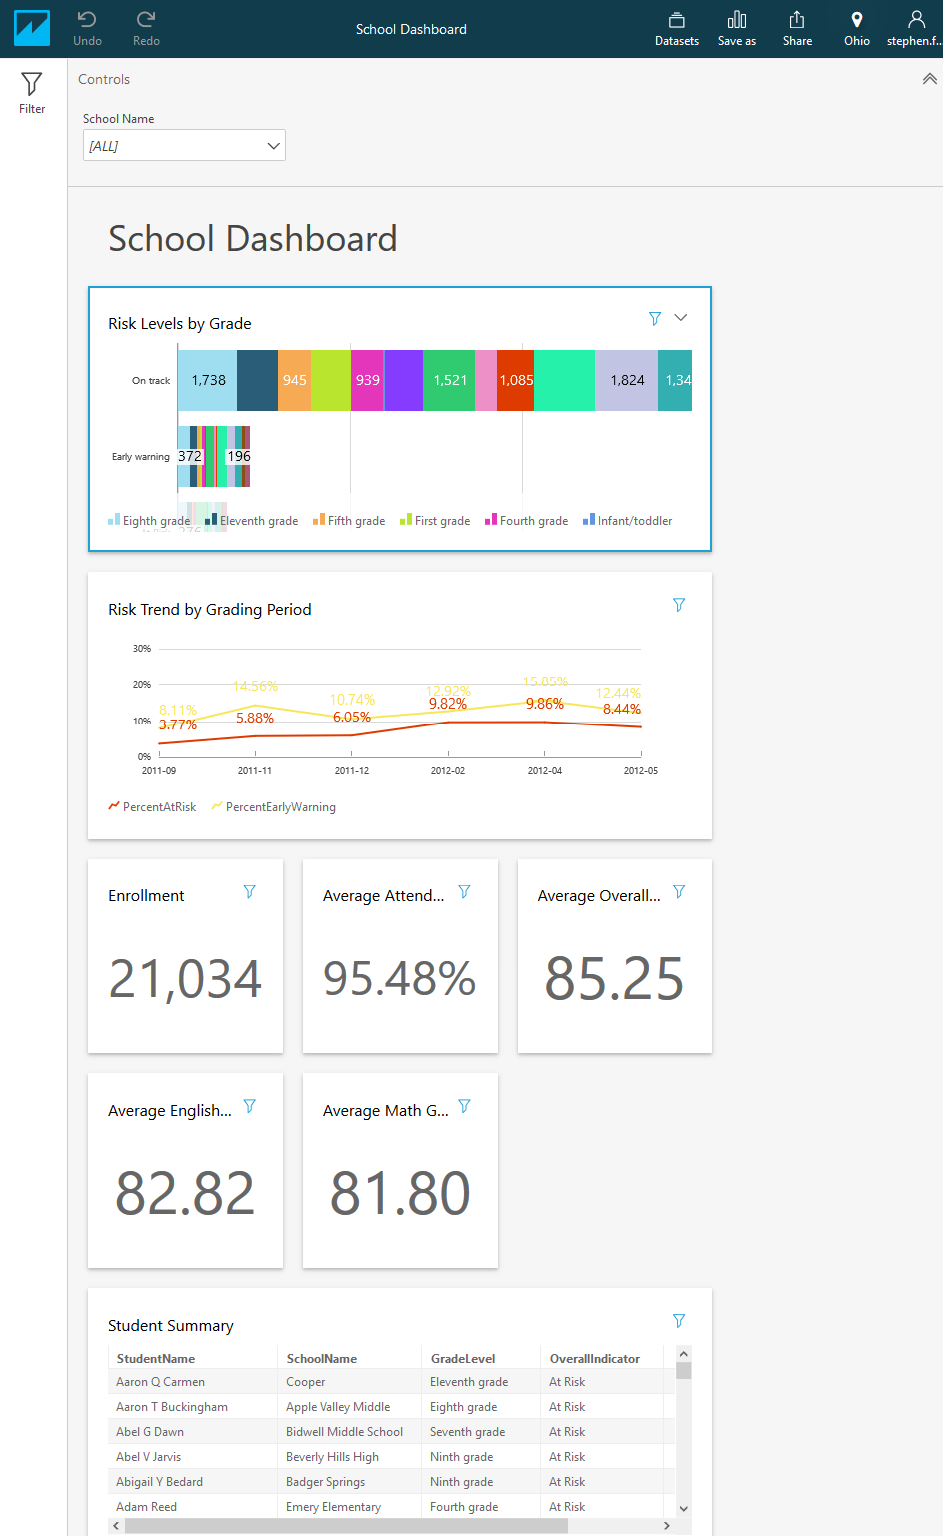 Undo
Redo
School Dashboard
Datasets
Save as
Share
Ohio
stephen.f...
Filter
Controls
School Name
[ALL]
School Dashboard
Risk Levels by Grade
On track
1,738
945
939
1,521
1,085
1,824
1,34
Early warning
372
196
At Risk
276
Eighth grade
Eleventh grade
Fifth grade
First grade
Fourth grade
Infant/toddler
Risk Trend by Grading Period
30%
20%
10%
0%
8.11%
14.56%
10.74%
12.92%
15.05%
12.44%
3.77%
5.88%
6.05%
9.82%
9.86%
8.44%
2011-09
2011-11
2011-12
2012-02
2012-04
2012-05
PercentAtRisk
PercentEarlyWarning
Enrollment
21,034
Average Attend...
95.48%
Average Overall...
85.25
Average English...
82.82
Average Math G...
81.80
Student Summary
StudentName SchoolName GradeLevel OverallIndicator
Aaron Q Carmen Cooper Eleventh grade At Risk
Aaron T Buckingham Apple Valley Middle Eighth grade At Risk
Abel G Dawn Bidwell Middle School Seventh grade At Risk
Abel V Jarvis Beverly Hills High Ninth grade At Risk
Abigail Y Bedard Badger Springs Ninth grade At Risk
Adam Reed Emery Elementary Fourth grade At Risk